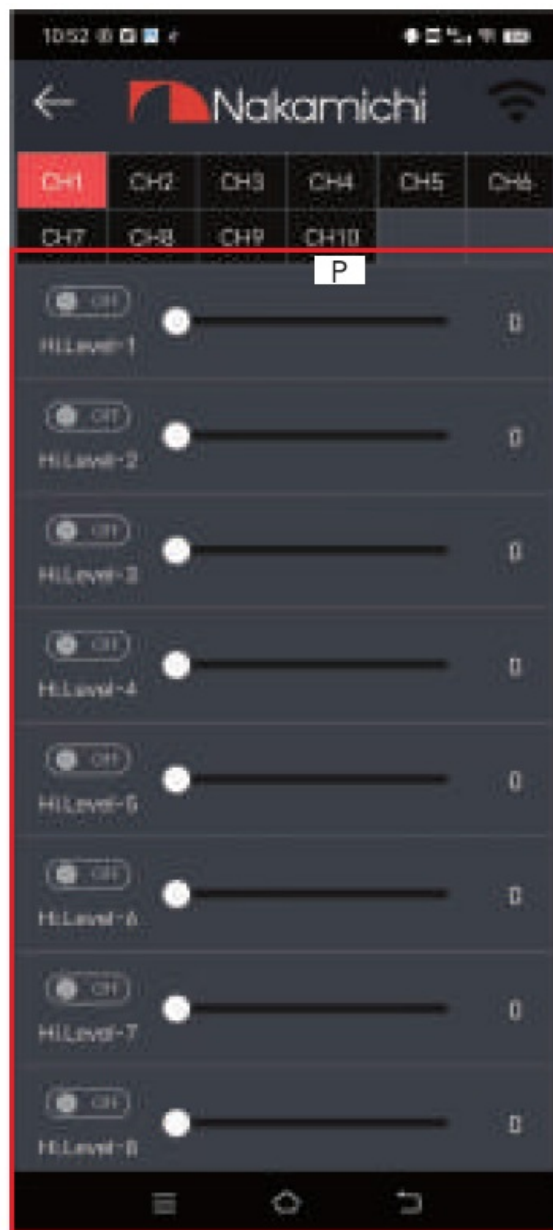 10:52
Nakamichi
CH1 CH2 CH3 CH4 CH5 CH6
CH7 CH8 CH9 CH10
P
OFF
0
Hi.Level-1
OFF
0
Hi.Level-2
OFF
0
Hi.Level-3
OFF
0
Hi.Level-4
OFF
0
Hi.Level-5
OFF
0
Hi.Level-6
OFF
0
Hi.Level-7
OFF
0
Hi.Level-8